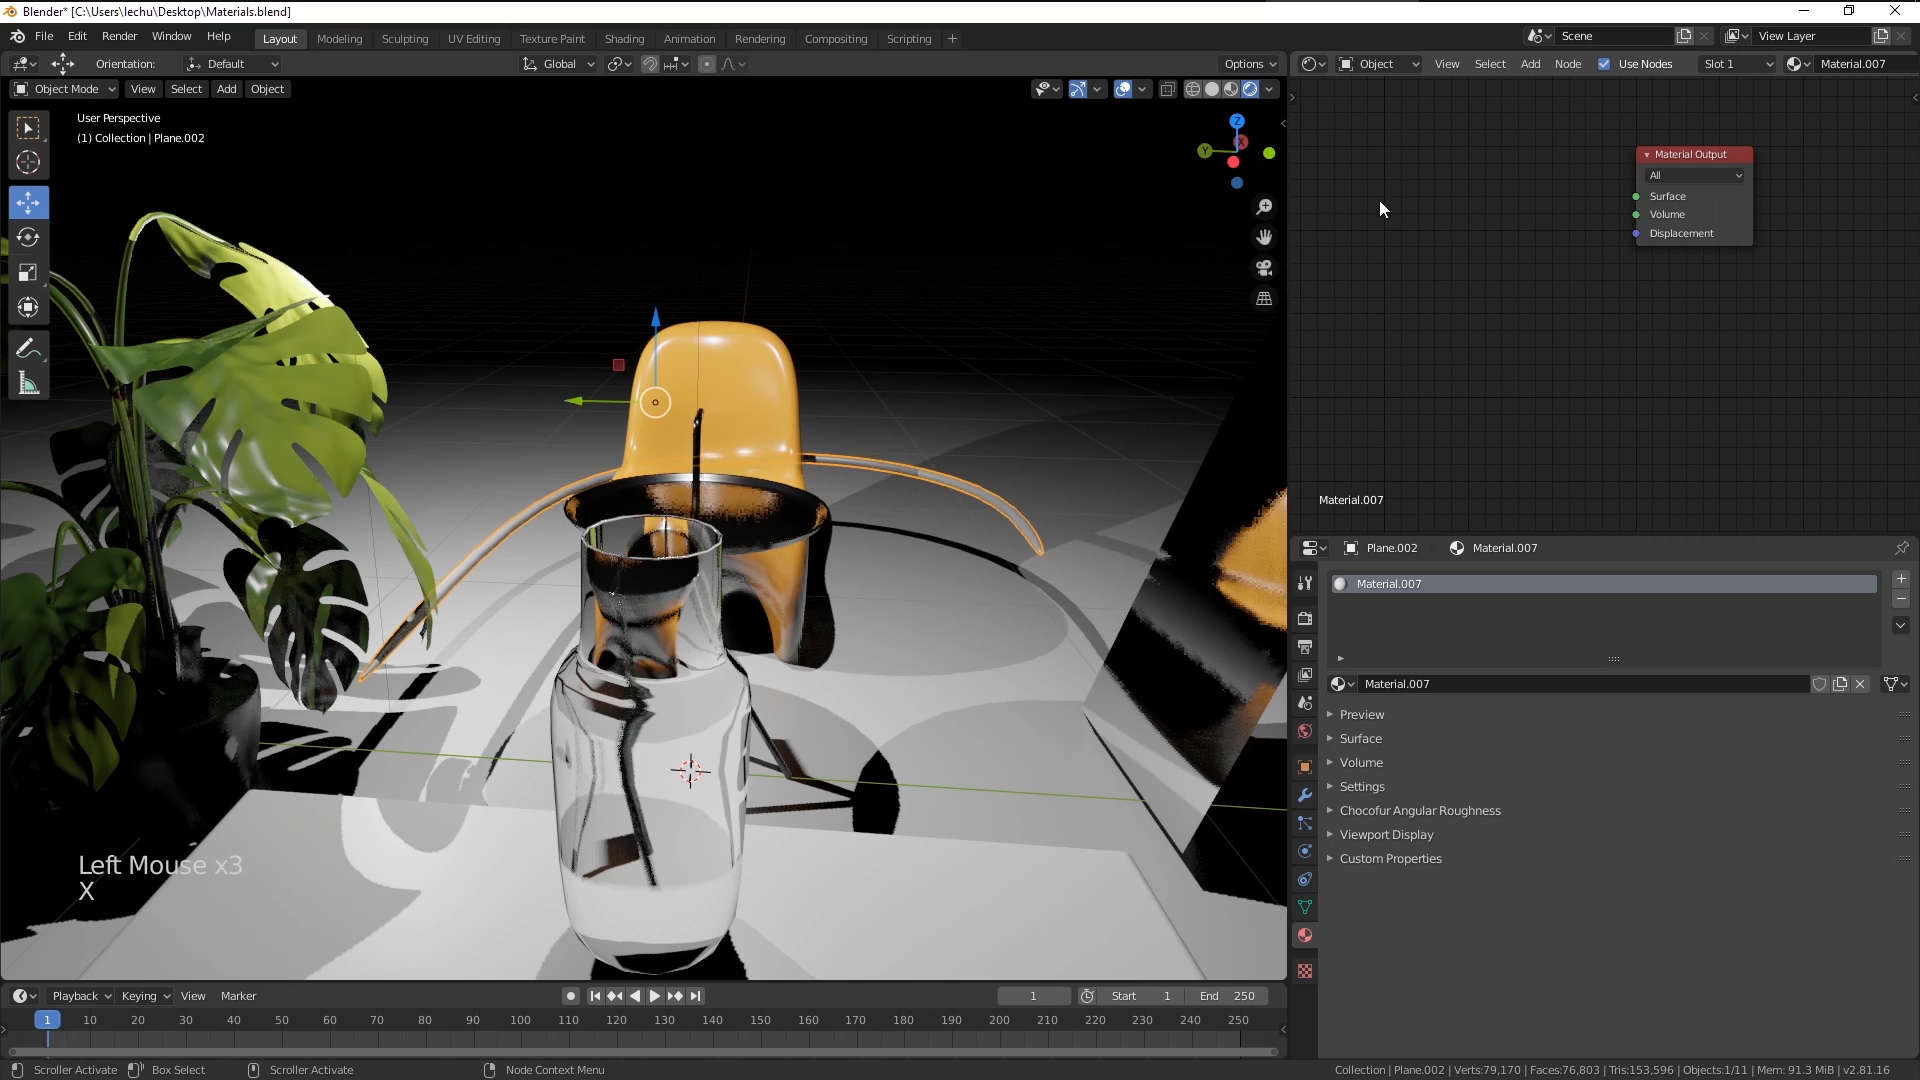 Blender* [C:\Users\lechu\Desktop\Materials.blend]
File Edit Render Window Help Layout Modeling Sculpting UV Editing Texture Paint Shading Animation Rendering Compositing Scripting Scene View Layer
Orientation: Default Global Options Object View Select Add Node Use Nodes Slot 1 Material.007
Object Mode View Select Add Object
User Perspective
(1) Collection | Plane.002
Z
X
Y
Material Output
All
Surface
Volume
Displacement
Material.007
Plane.002 Material.007
Material.007
Material.007
Preview
Surface
Volume
Settings
Chocofur Angular Roughness
Viewport Display
Custom Properties
Left Mouse x3
X
Playback Keying View Marker 1 Start 1 End 250
1 10 20 30 40 50 60 70 80 90 100 110 120 130 140 150 160 170 180 190 200 210 220 230 240 250
Scroller Activate Box Select Scroller Activate Node Context Menu Collection | Plane.002 | Verts:79,170 | Faces:76,803 | Tris:153,596 | Objects:1/11 | Mem: 91.3 MiB | v2.81.16